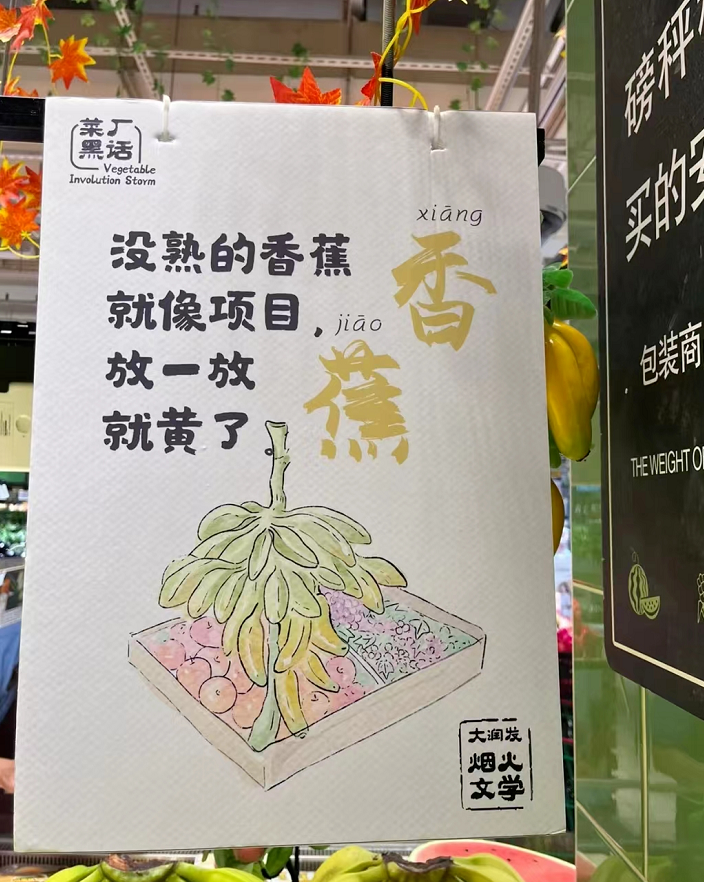 菜厂
黑话
Vegetable
Involution Storm
xiāng
香
jiāo
蕉
没熟的香蕉
就像项目，
放一放
就黄了。
大润发
烟火
文学
磅秤
买的
包装商
THE WEIGHT O